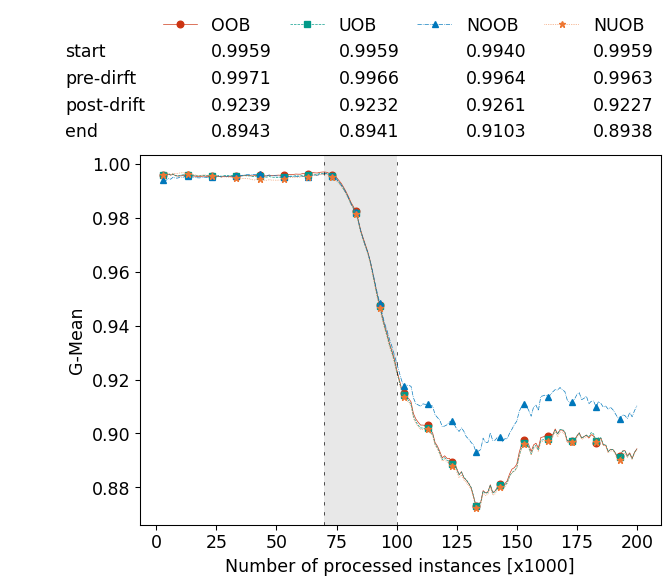 OOB UOB NOOB NUOB
start 0.9959 0.9959 0.9940 0.9959
pre-dirft 0.9971 0.9966 0.9964 0.9963
post-drift 0.9239 0.9232 0.9261 0.9227
end 0.8943 0.8941 0.9103 0.8938
1.00
0.98
0.96
0.94
0.92
0.90
0.88
G-Mean
0 25 50 75 100 125 150 175 200
Number of processed instances [x1000]